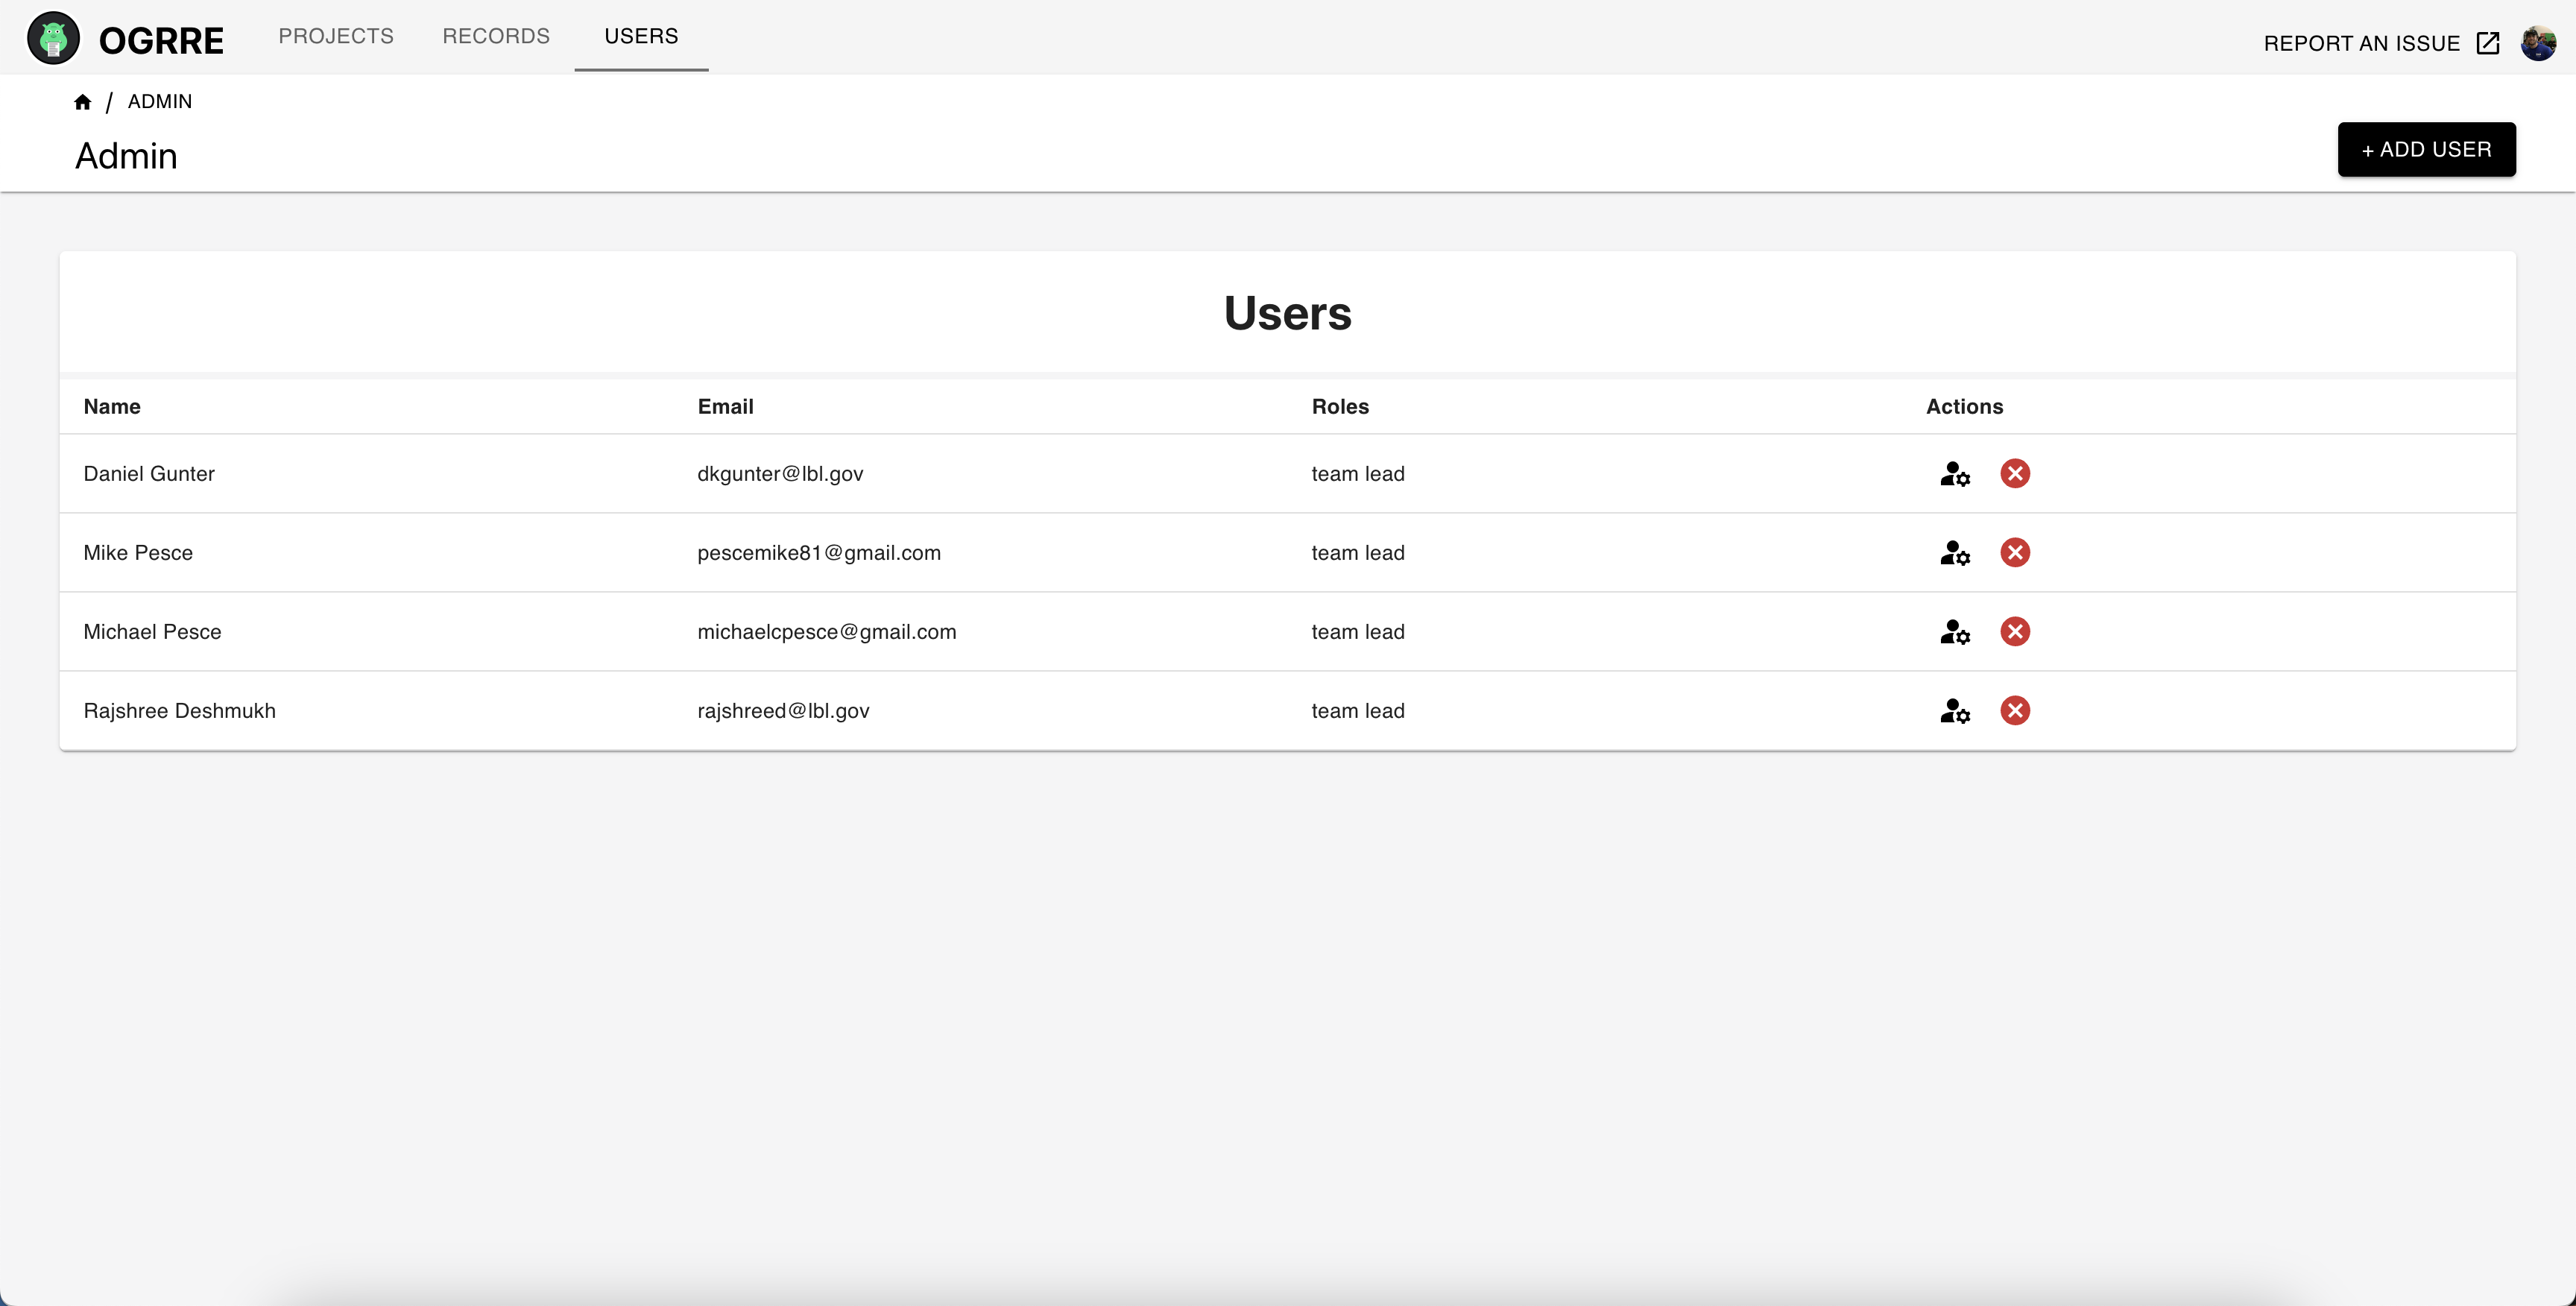 OGRRE PROJECTS RECORDS USERS REPORT AN ISSUE
/ ADMIN
Admin
+ ADD USER
Users
Name Email Roles Actions
Daniel Gunter dkgunter@lbl.gov team lead
Mike Pesce pescemike81@gmail.com team lead
Michael Pesce michaelcpesce@gmail.com team lead
Rajshree Deshmukh rajshreed@lbl.gov team lead